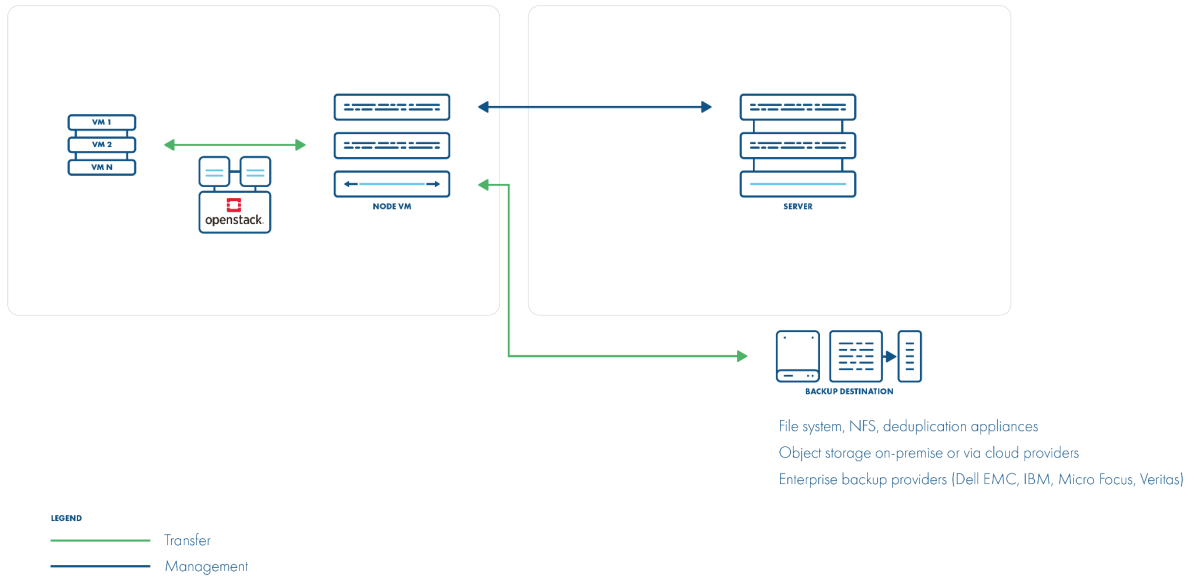 VM 1
VM 2
VM N
openstack.
NODE VM
SERVER
BACKUP DESTINATION
File system, NFS, deduplication appliances
Object storage on-premise or via cloud providers
Enterprise backup providers (Dell EMC, IBM, Micro Focus, Veritas)
LEGEND
Transfer
Management